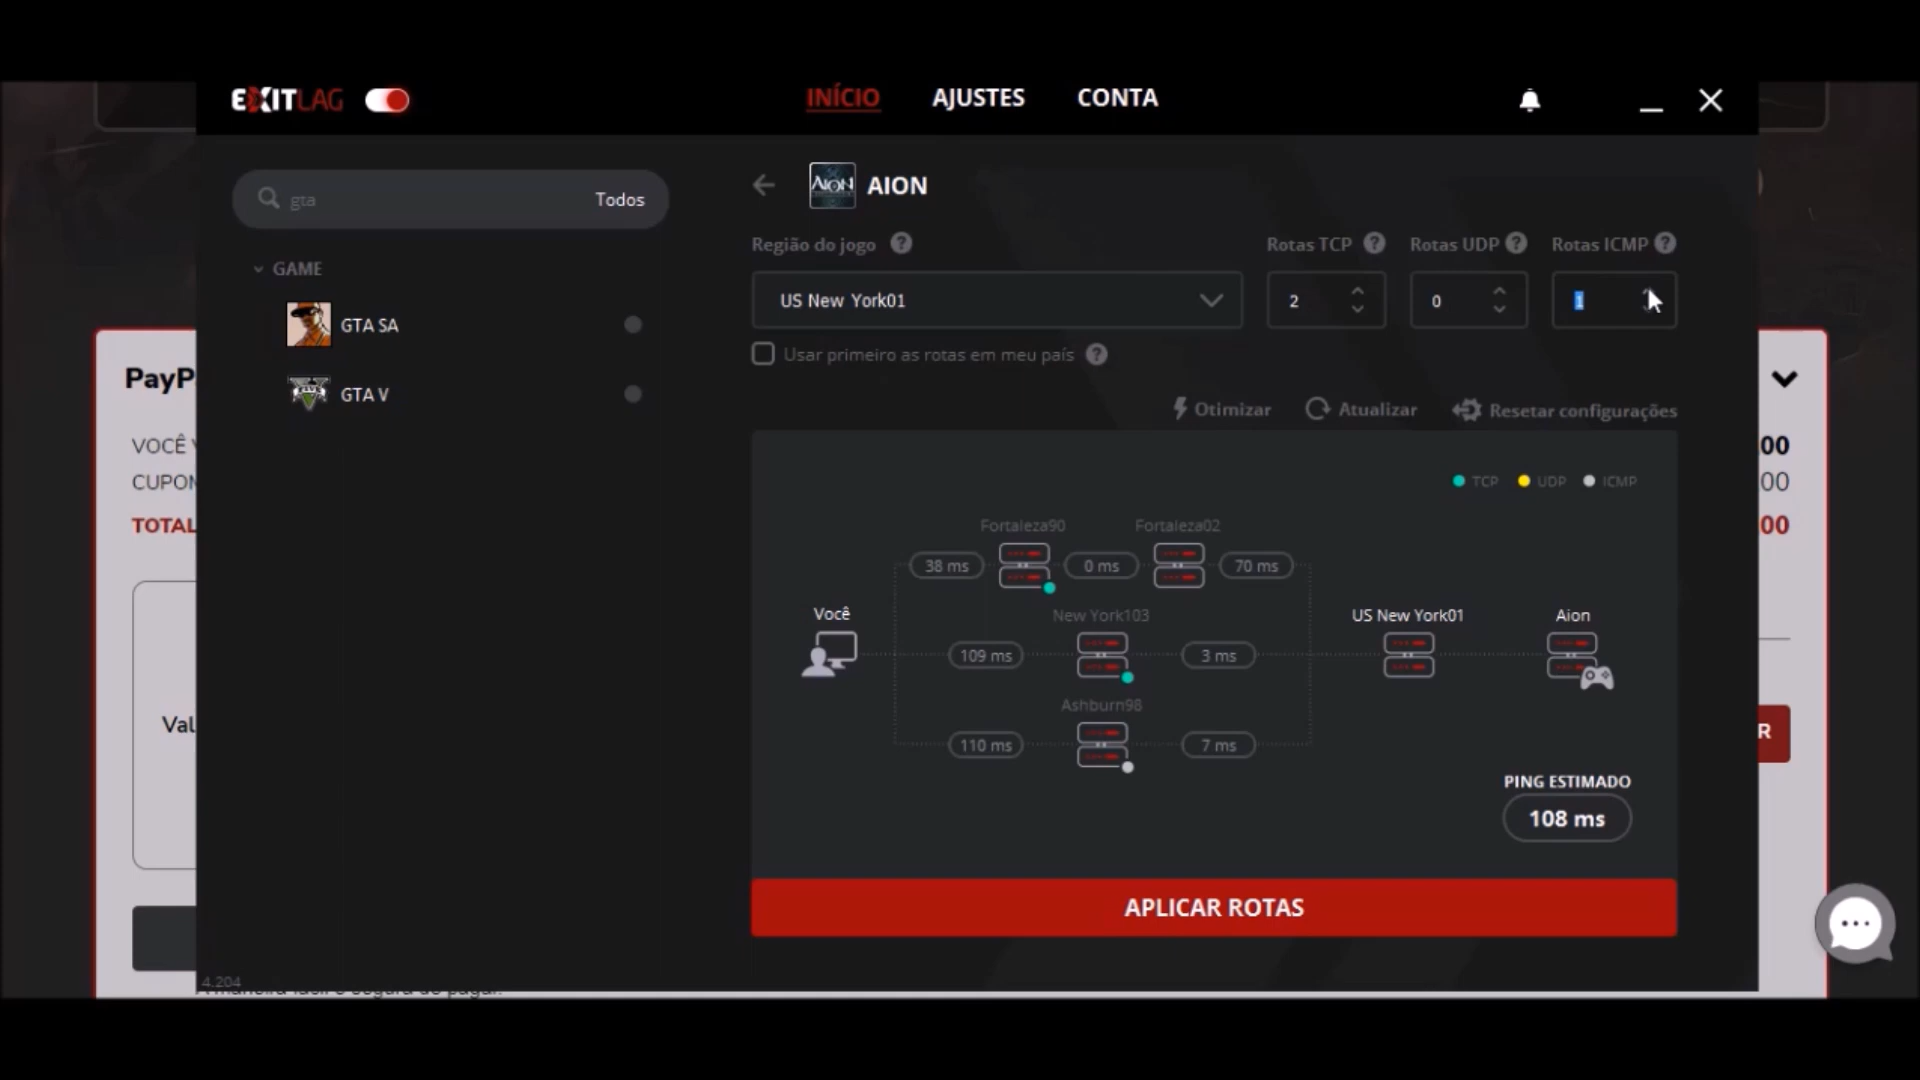 EXITLAG
INÍCIO
AJUSTES
CONTA
gta
Todos
AION
AION
GAME
GTA SA
GTA V
Região do jogo
Rotas TCP
Rotas UDP
Rotas ICMP
US New York01
2
0
1
Usar primeiro as rotas em meu país
Otimizar
Atualizar
Resetar configurações
TCP
UDP
ICMP
Fortaleza90
Fortaleza02
38 ms
0 ms
70 ms
Você
New York103
US New York01
Aion
109 ms
3 ms
Ashburn98
110 ms
7 ms
PING ESTIMADO
108 ms
APLICAR ROTAS
4.204
PayP
VOCÊ
00
CUPO
00
TOTAL
00
Val
R